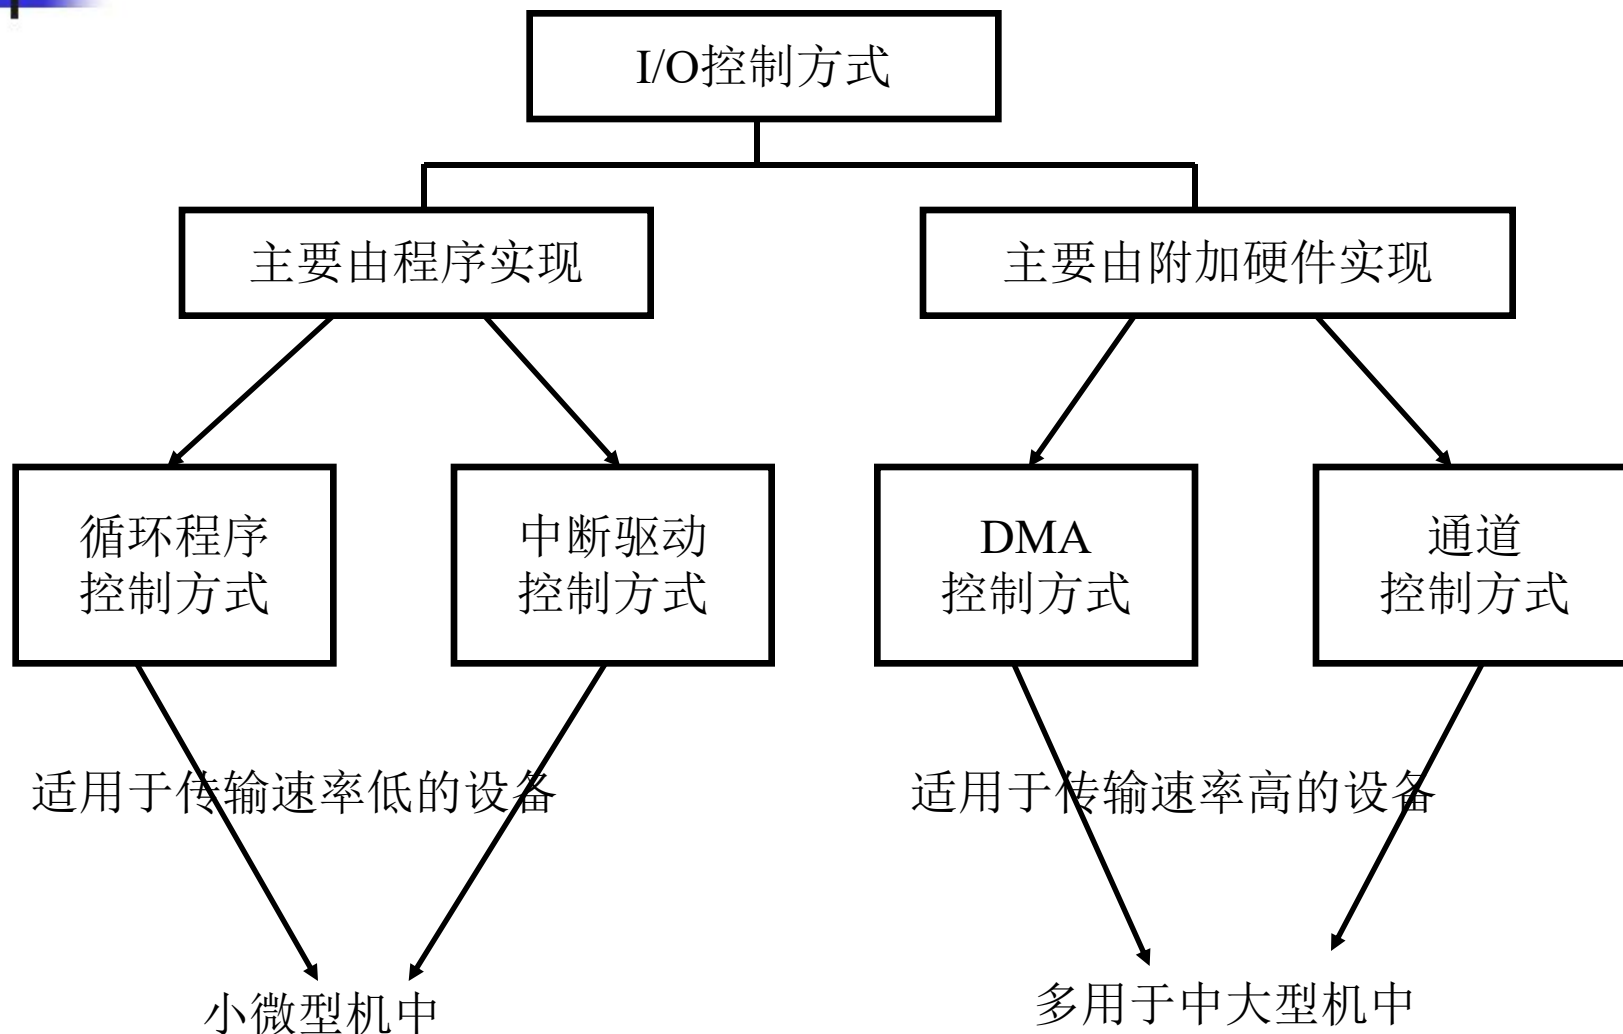 I/O控制方式
主要由程序实现
主要由附加硬件实现
循环程序
控制方式
中断驱动
控制方式
DMA
控制方式
通道
控制方式
适用于传输速率低的设备
适用于传输速率高的设备
小微型机中
多用于中大型机中